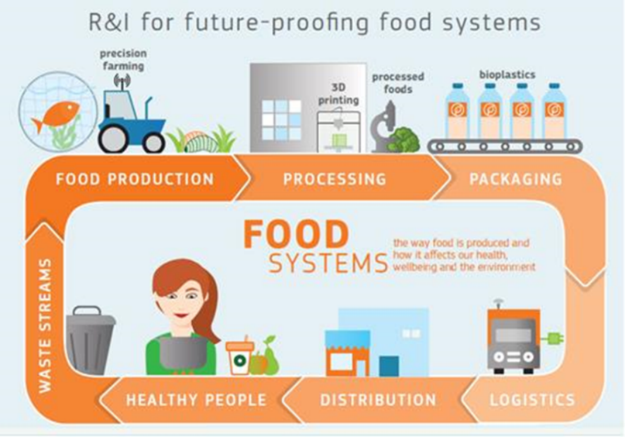 R&I for future-proofing food systems
precision
farming
3D
printing
processed
foods
bioplastics
FOOD PRODUCTION
PROCESSING
PACKAGING
FOOD
SYSTEMS
the way food is produced and
how it affects our health,
wellbeing and the environment
WASTE STREAMS
HEALTHY PEOPLE
DISTRIBUTION
LOGISTICS